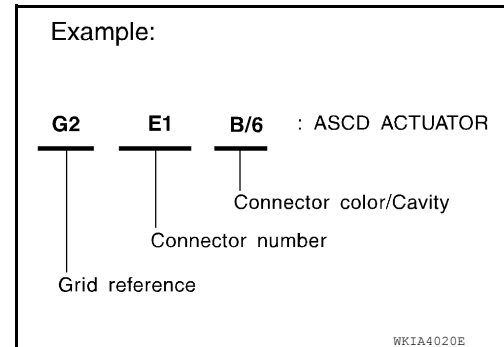 Example:
G2 E1 B/6 : ASCD ACTUATOR
Connector color/Cavity
Connector number
Grid reference
WKIA4020E